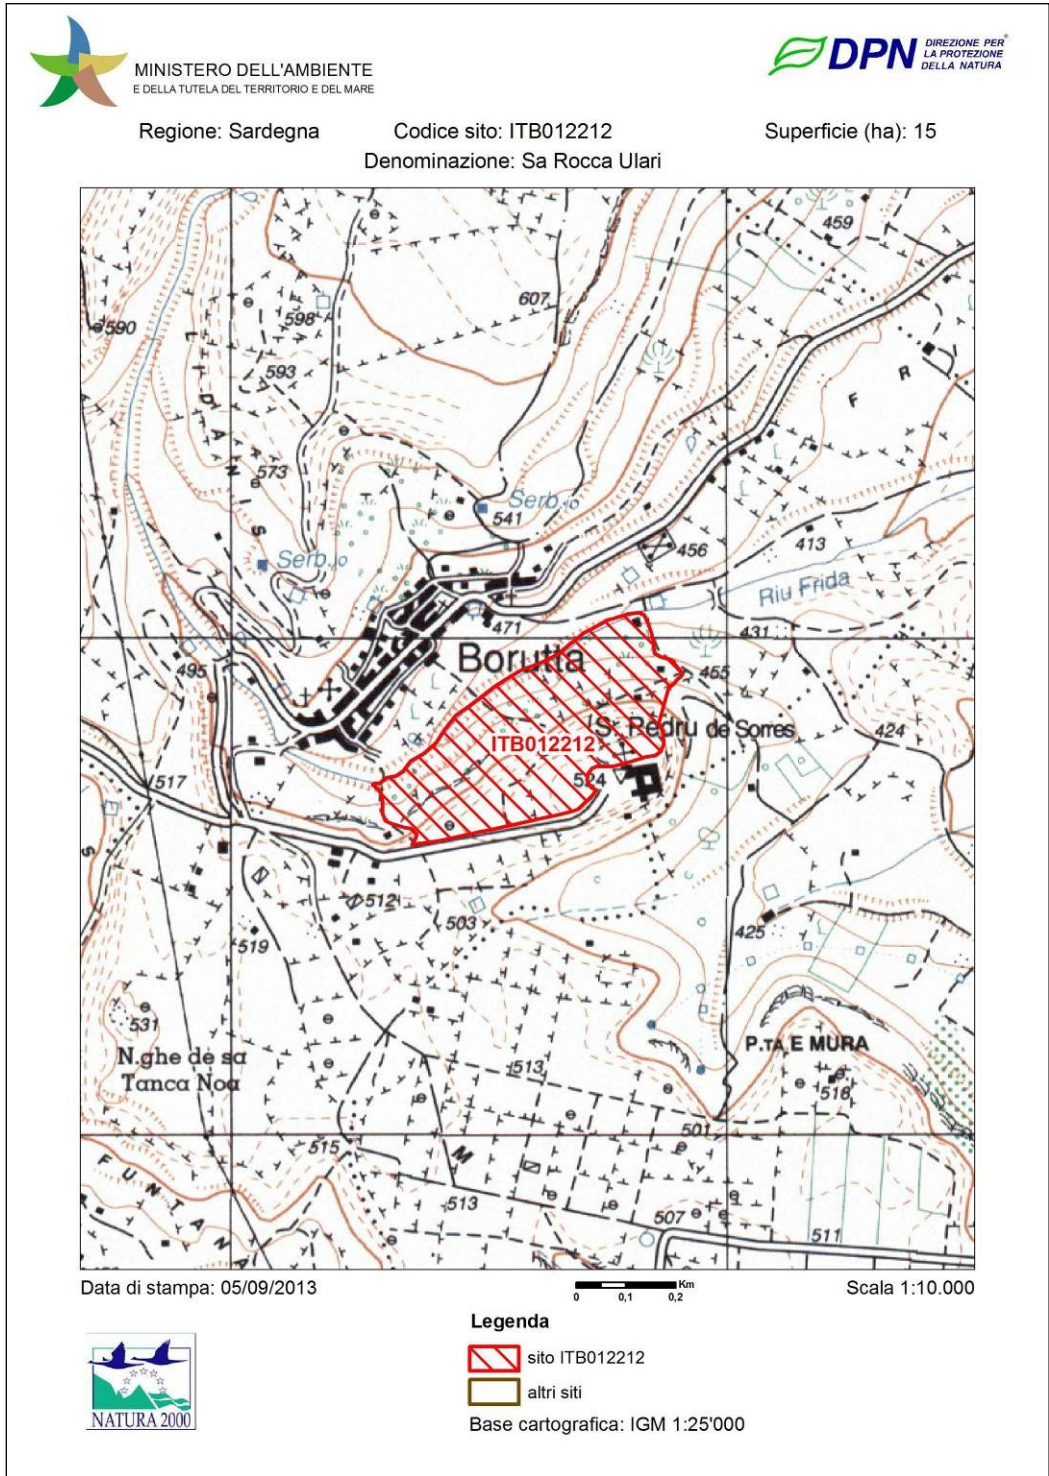 MINISTERO DELL'AMBIENTE
E DELLA TUTELA DEL TERRITORIO E DEL MARE
DPN DIREZIONE PER
LA PROTEZIONE
DELLA NATURA
Regione: Sardegna Codice sito: ITB012212 Superficie (ha): 15
Denominazione: Sa Rocca Ulari
459
607
598
590
593
F R
LIDANIS
573
Serb.io
541
456
413
Serb.io
Riu Frida
471
431
495
Borutta
455
S. Pedru de Sorres
424
ITB012212
524
517
S
512
503
425
519
531
P.TA E MURA
N.ghe de sa
Tanca Noa
513
516
501
515
M
FUNTANA
513
507
511
Data di stampa: 05/09/2013
Km
0 0,1 0,2
Scala 1:10.000
Legenda
sito ITB012212
altri siti
Base cartografica: IGM 1:25'000
NATURA 2000